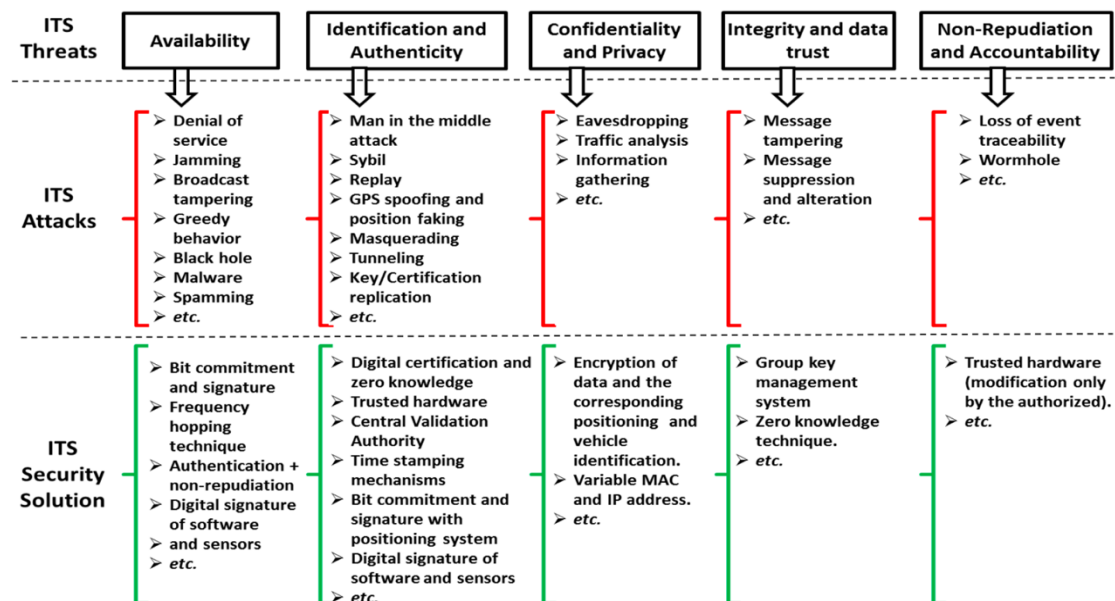 ITS
Threats
Availability
Identification and
Authenticity
Confidentiality
and Privacy
Integrity and data
trust
Non-Repudiation
and Accountability
ITS
Attacks
➢ Denial of
service
➢ Jamming
➢ Broadcast
tampering
➢ Greedy
behavior
➢ Black hole
➢ Malware
➢ Spamming
➢ etc.
➢ Man in the middle
attack
➢ Sybil
➢ Replay
➢ GPS spoofing and
position faking
➢ Masquerading
➢ Tunneling
➢ Key/Certification
replication
➢ etc.
➢ Eavesdropping
➢ Traffic analysis
➢ Information
gathering
➢ etc.
➢ Message
tampering
➢ Message
suppression
and alteration
➢ etc.
➢ Loss of event
traceability
➢ Wormhole
➢ etc.
ITS
Security
Solution
➢ Bit commitment
and signature
➢ Frequency
hopping
technique
➢ Authentication +
non-repudiation
➢ Digital signature
of software
➢ and sensors
➢ etc.
➢ Digital certification and
zero knowledge
➢ Trusted hardware
➢ Central Validation
Authority
➢ Time stamping
mechanisms
➢ Bit commitment and
signature with
positioning system
➢ Digital signature of
software and sensors
➢ etc.
➢ Encryption of
data and the
corresponding
positioning and
vehicle
identification.
➢ Variable MAC
and IP address.
➢ etc.
➢ Group key
management
system
➢ Zero knowledge
technique.
➢ etc.
➢ Trusted hardware
(modification only
by the authorized).
➢ etc.